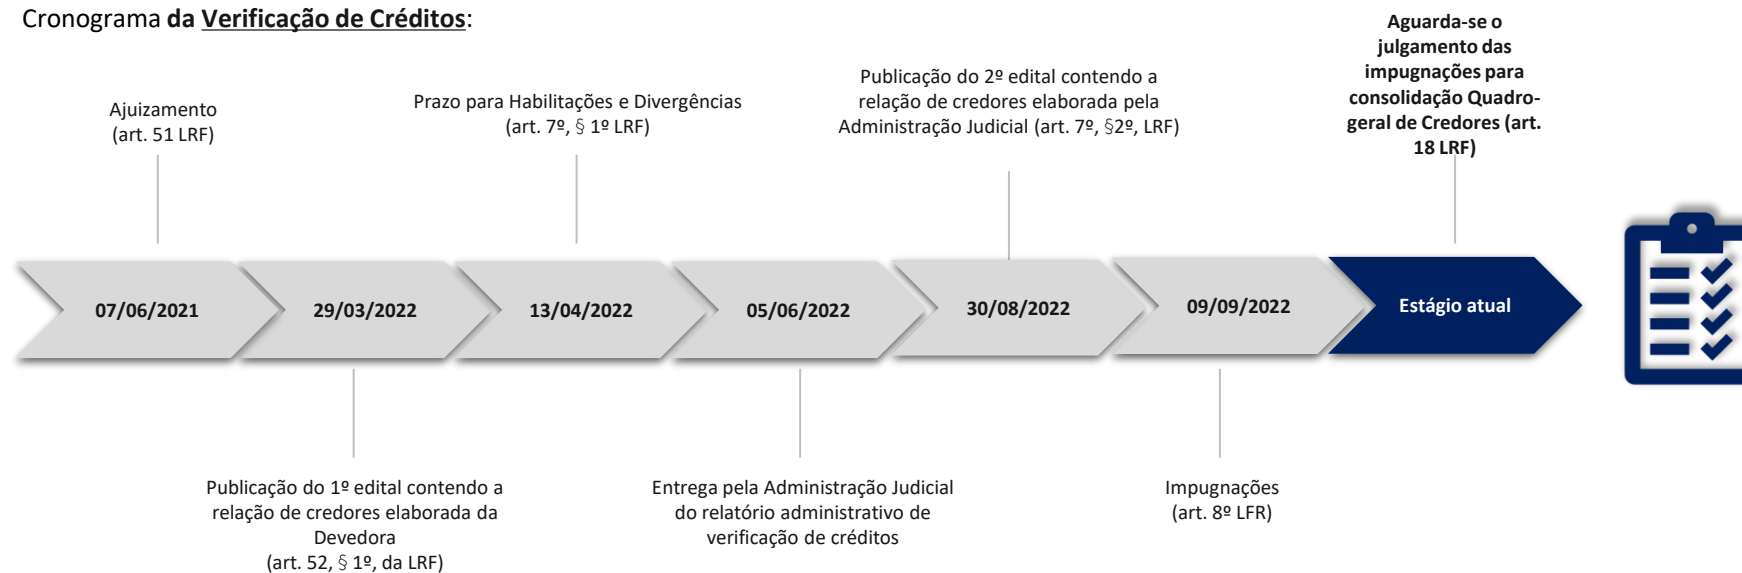 Cronograma da Verificação de Créditos:
Ajuizamento
(art. 51 LRF)
Prazo para Habilitações e Divergências
(art. 7º, § 1º LRF)
Publicação do 2º edital contendo a
relação de credores elaborada pela
Administração Judicial (art. 7º, §2º, LRF)
Aguarda-se o
julgamento das
impugnações para
consolidação Quadro-
geral de Credores (art.
18 LRF)
07/06/2021
29/03/2022
13/04/2022
05/06/2022
30/08/2022
09/09/2022
Estágio atual
Publicação do 1º edital contendo a
relação de credores elaborada da
Devedora
(art. 52, § 1º, da LRF)
Entrega pela Administração Judicial
do relatório administrativo de
verificação de créditos
Impugnações
(art. 8º LFR)